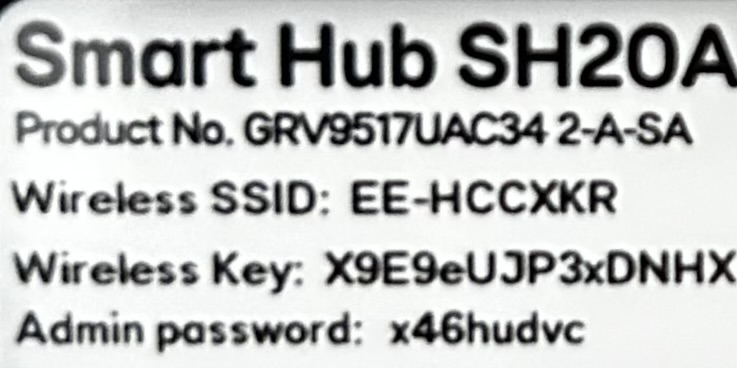 Smart Hub SH20A
Product No. GRV9517UAC34 2-A-SA
Wireless SSID: EE-HCCXKR
Wireless Key: X9E9eUJP3xDNHX
Admin password: x46hudvc